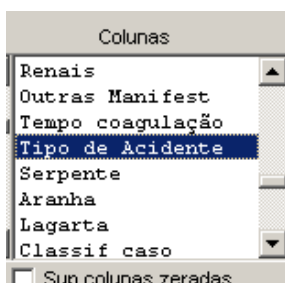 Colunas
Renais
Outras Manifest
Tempo coagulação
Tipo de Acidente
Serpente
Aranha
Lagarta
Classif caso
Sup.colunas zeradas